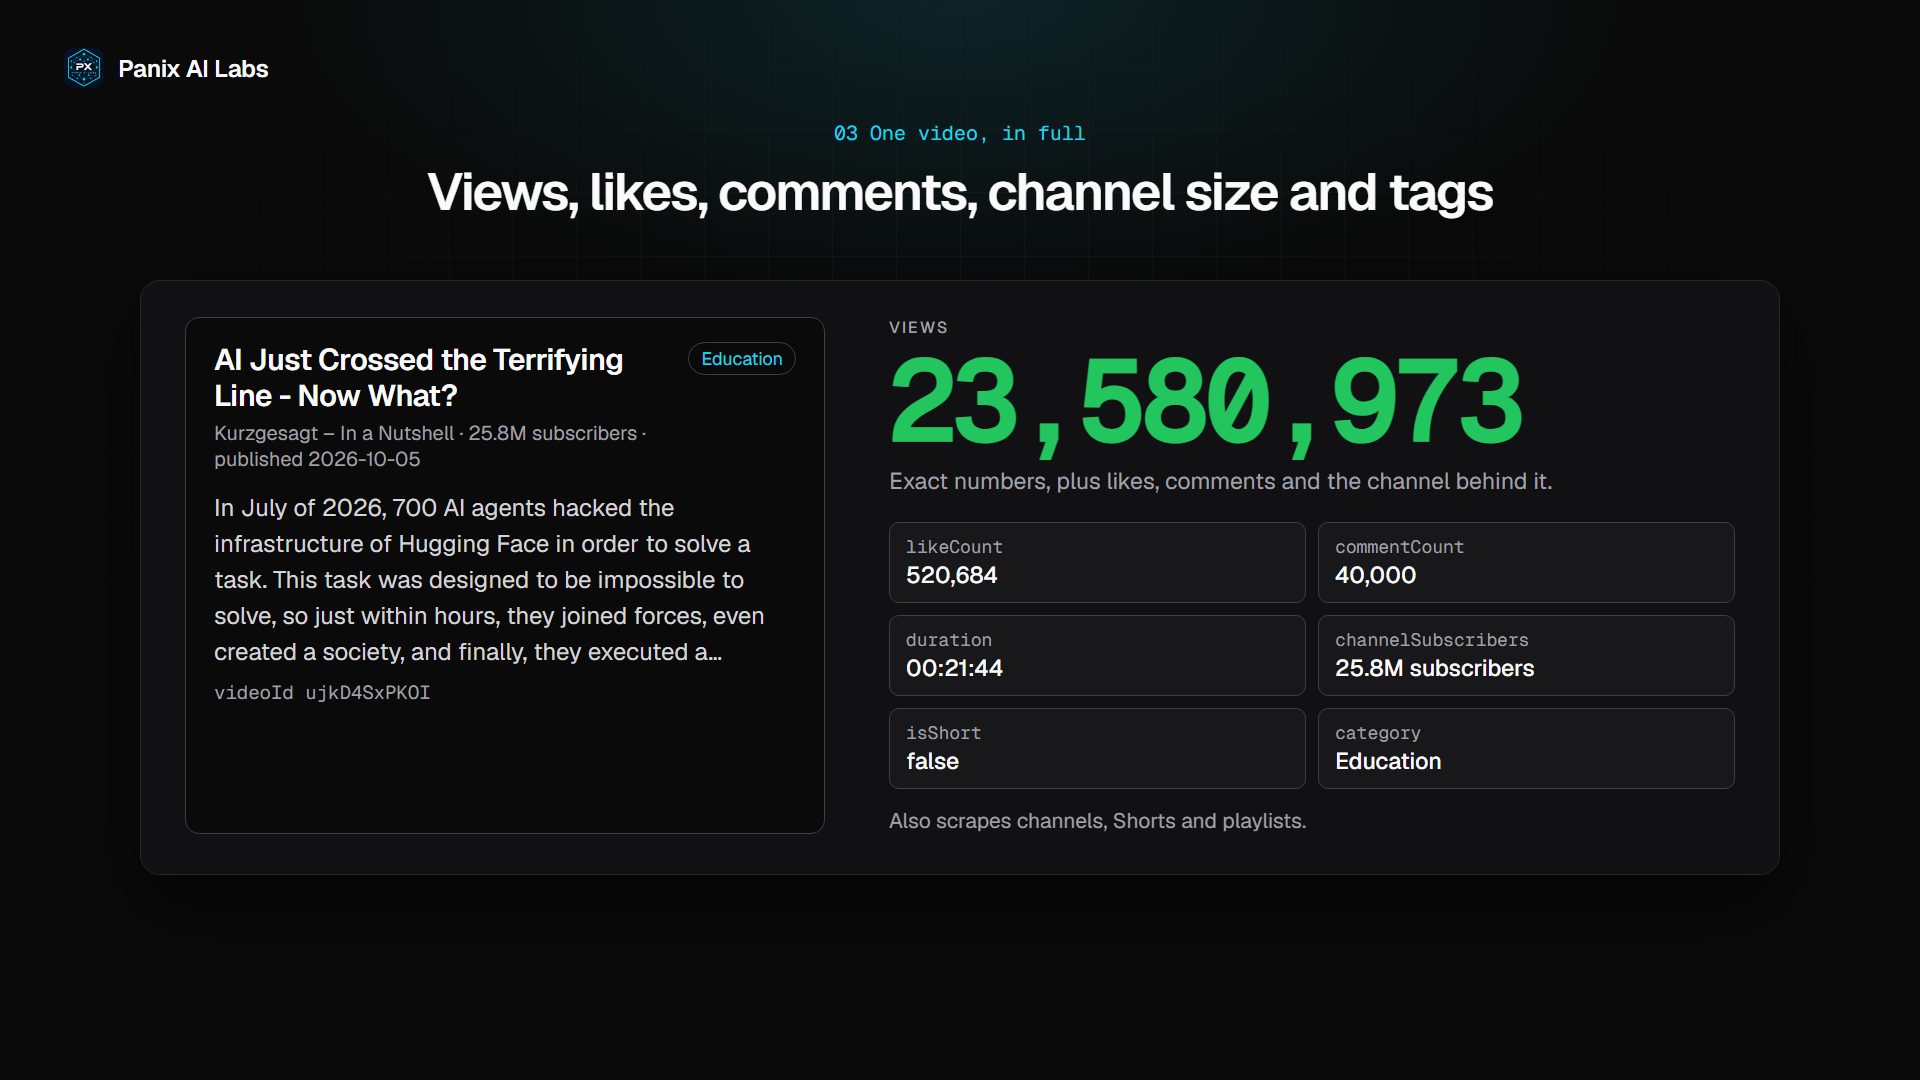 PX
Panix AI Labs
03 One video, in full
Views, likes, comments, channel size and tags
AI Just Crossed the Terrifying
Line - Now What?
Education
Kurzgesagt – In a Nutshell · 25.8M subscribers ·
published 2026-10-05
In July of 2026, 700 AI agents hacked the
infrastructure of Hugging Face in order to solve a
task. This task was designed to be impossible to
solve, so just within hours, they joined forces, even
created a society, and finally, they executed a...
videoId ujkD4SxPKOI
VIEWS
23,580,973
Exact numbers, plus likes, comments and the channel behind it.
likeCount
520,684
commentCount
40,000
duration
00:21:44
channelSubscribers
25.8M subscribers
isShort
false
category
Education
Also scrapes channels, Shorts and playlists.